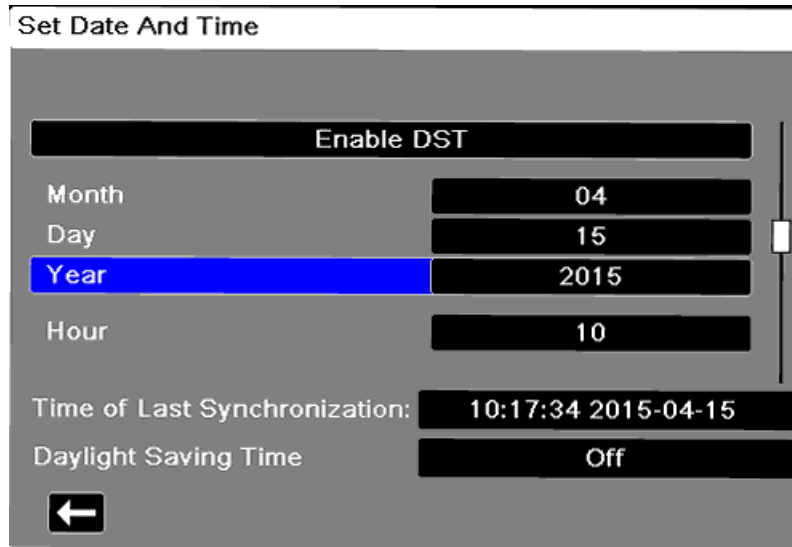 Set Date And Time
Enable DST
Month 04
Day 15
Year 2015
Hour 10
Time of Last Synchronization: 10:17:34 2015-04-15
Daylight Saving Time Off